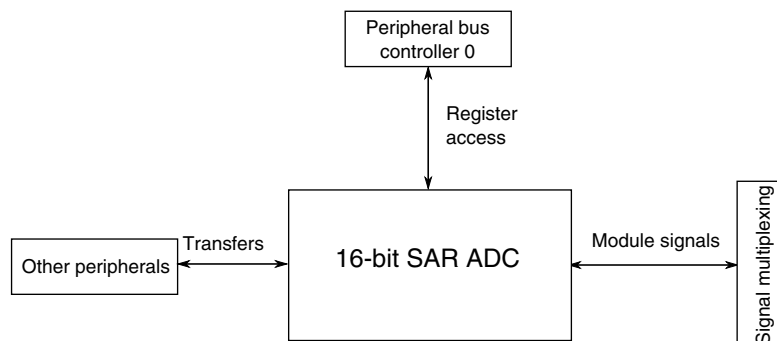 Peripheral bus
controller 0
Register
access
Signal multiplexing
Transfers
Module signals
Other peripherals
16-bit SAR ADC